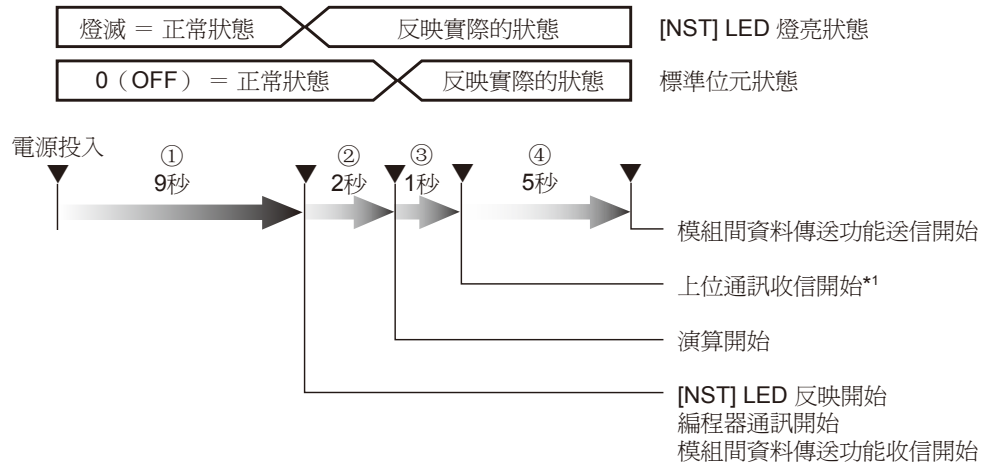 燈滅 ＝ 正常狀態 反映實際的狀態 [NST] LED 燈亮狀態
0（OFF） ＝ 正常狀態 反映實際的狀態 標準位元狀態
電源投入
① ② ③ ④
9秒 2秒 1秒 5秒
模組間資料傳送功能送信開始
上位通訊收信開始*1
演算開始
[NST] LED 反映開始
編程器通訊開始
模組間資料傳送功能收信開始